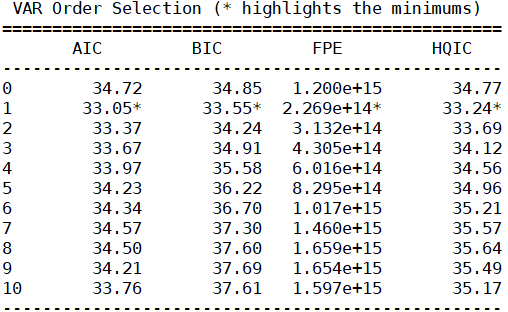 VAR Order Selection (* highlights the minimums)
==================================================
AIC BIC FPE HQIC
--------------------------------------------------
0 34.72 34.85 1.200e+15 34.77
1 33.05* 33.55* 2.269e+14* 33.24*
2 33.37 34.24 3.132e+14 33.69
3 33.67 34.91 4.305e+14 34.12
4 33.97 35.58 6.016e+14 34.56
5 34.23 36.22 8.295e+14 34.96
6 34.34 36.70 1.017e+15 35.21
7 34.57 37.30 1.460e+15 35.57
8 34.50 37.60 1.659e+15 35.64
9 34.21 37.69 1.654e+15 35.49
10 33.76 37.61 1.597e+15 35.17
--------------------------------------------------